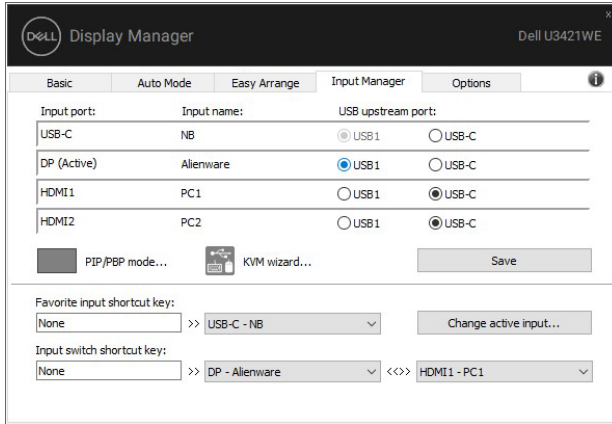 DELL Display Manager
Dell U3421WE
Basic Auto Mode Easy Arrange Input Manager Options
Input port: Input name: USB upstream port:
USB-C NB USB1 USB-C
DP (Active) Alienware USB1 USB-C
HDMI1 PC1 USB1 USB-C
HDMI2 PC2 USB1 USB-C
PIP/PBP mode... KVM wizard... Save
Favorite input shortcut key:
None >> USB-C - NB Change active input...
Input switch shortcut key:
None >> DP - Alienware <<>> HDMI1 - PC1